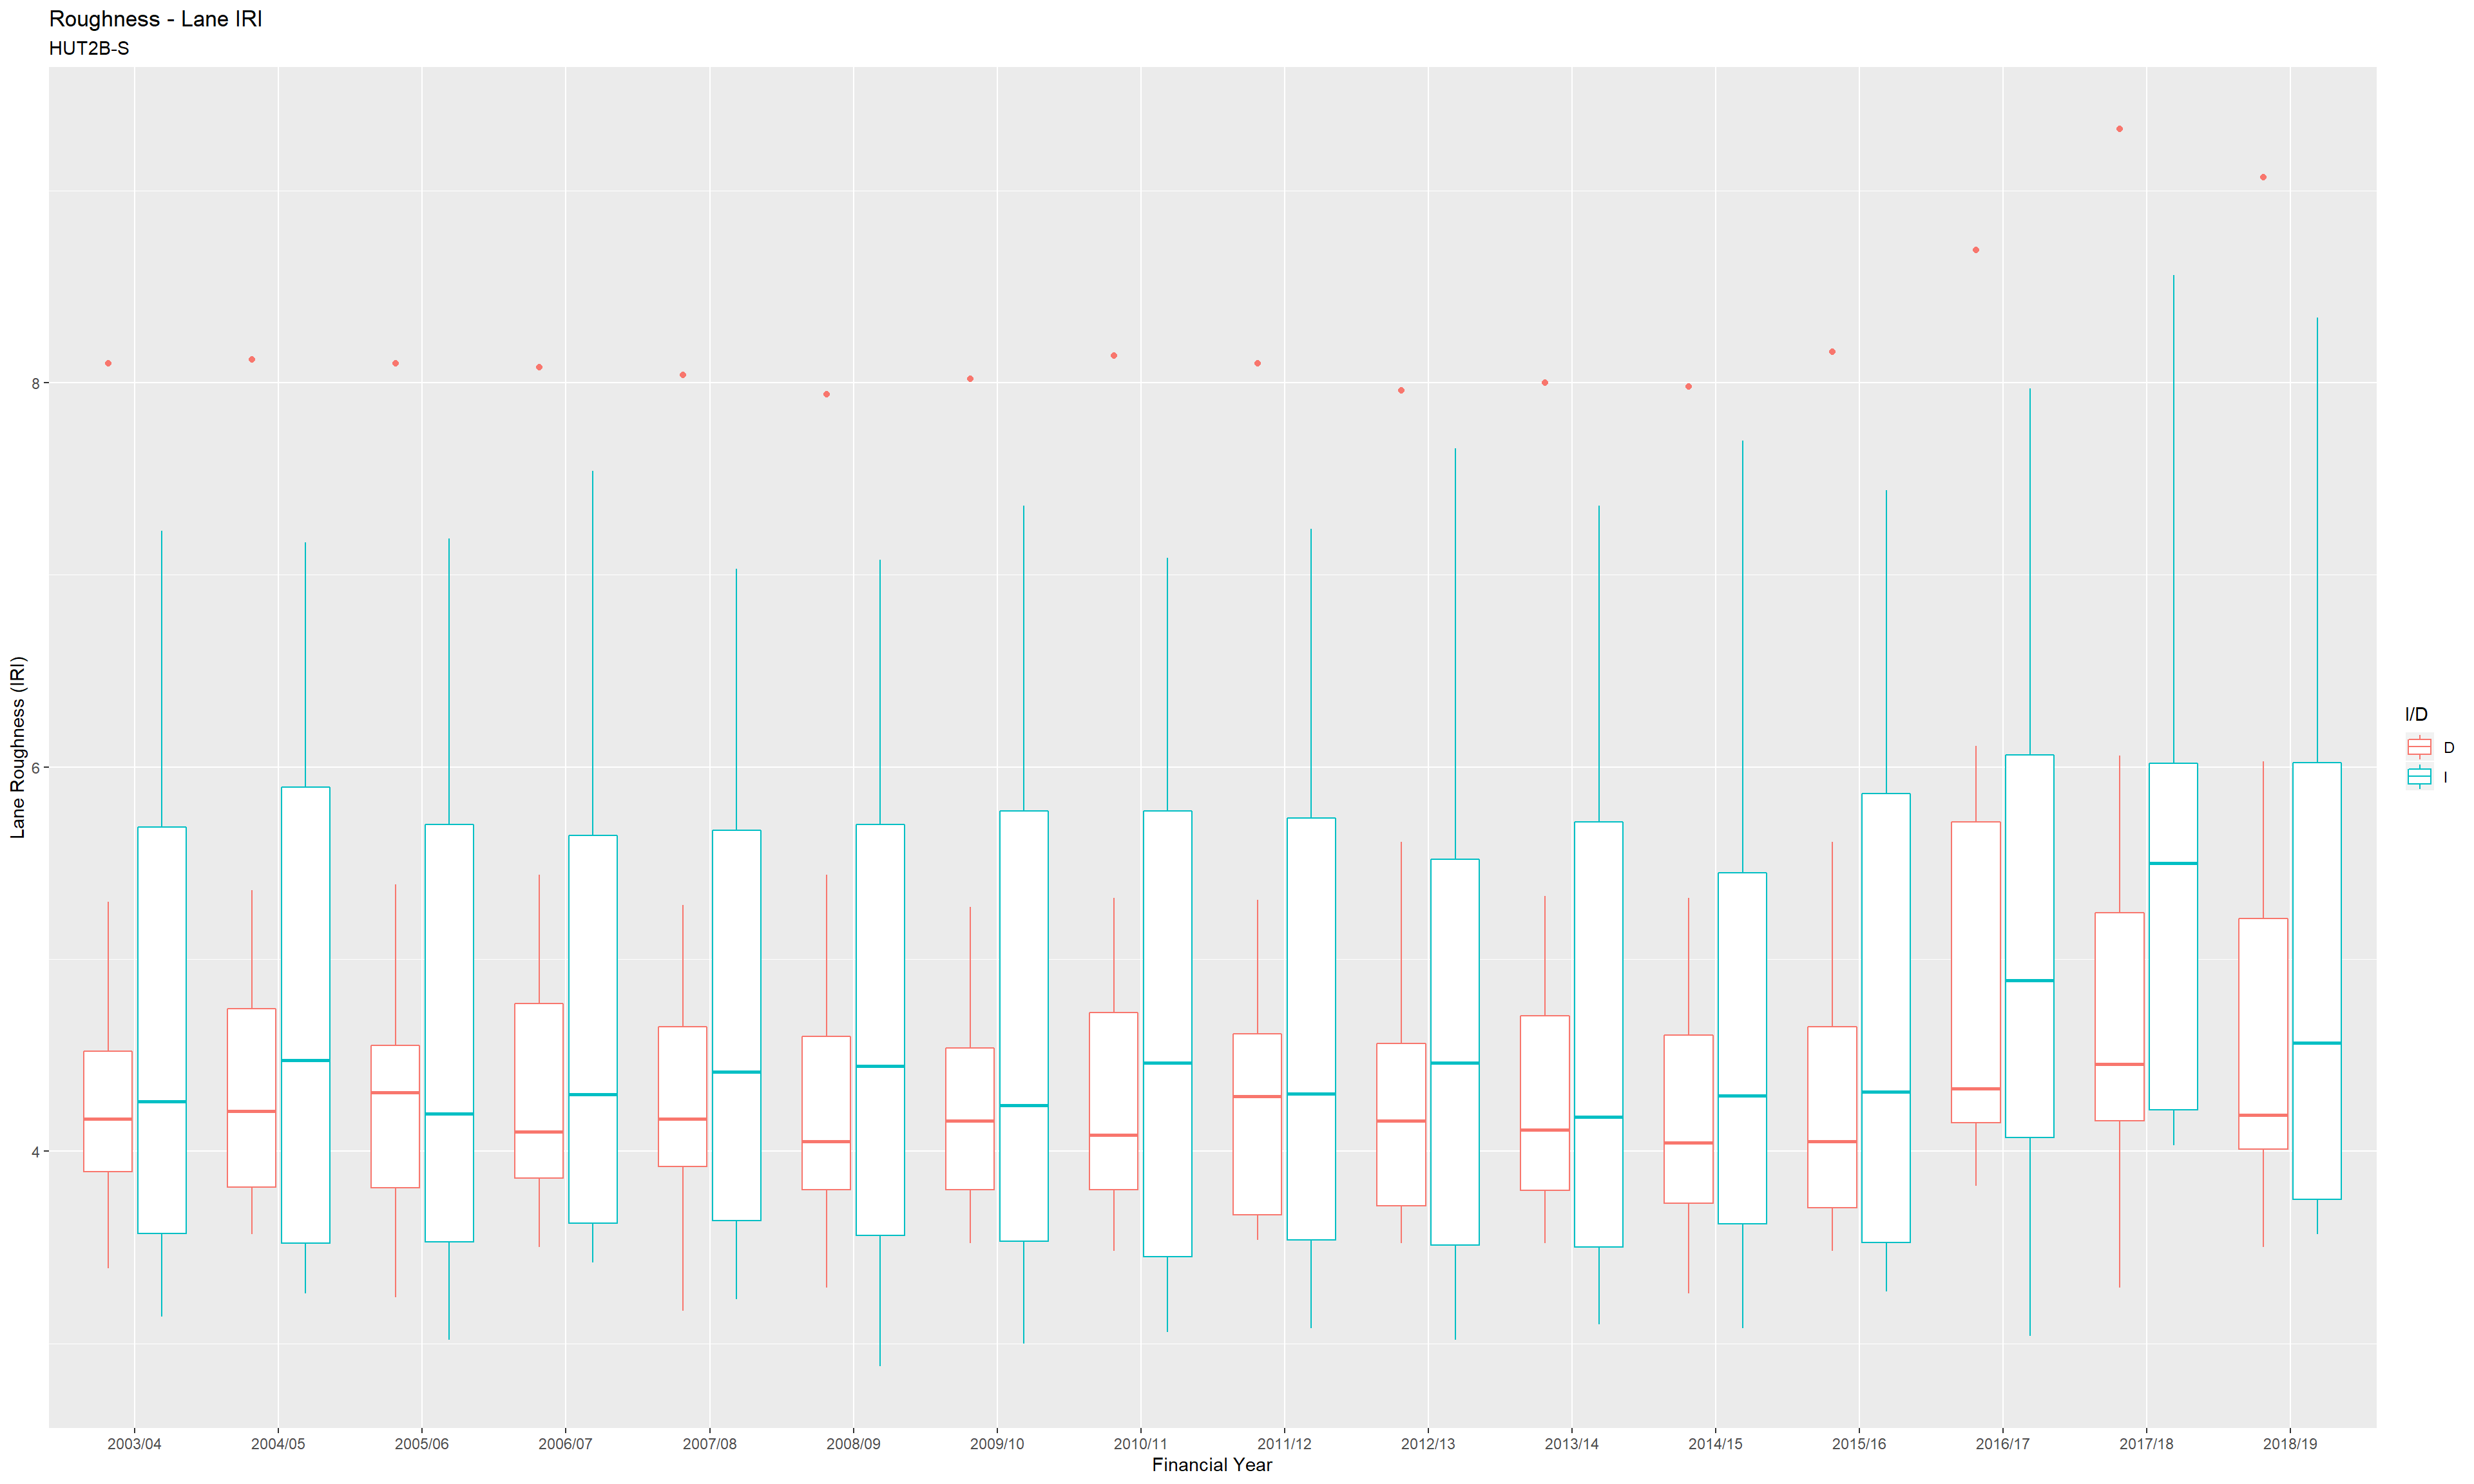 Roughness - Lane IRI
HUT2B-S
Lane Roughness (IRI)
8
6
4
2003/04 2004/05 2005/06 2006/07 2007/08 2008/09 2009/10 2010/11 2011/12 2012/13 2013/14 2014/15 2015/16 2016/17 2017/18 2018/19
Financial Year
I/D
D
I